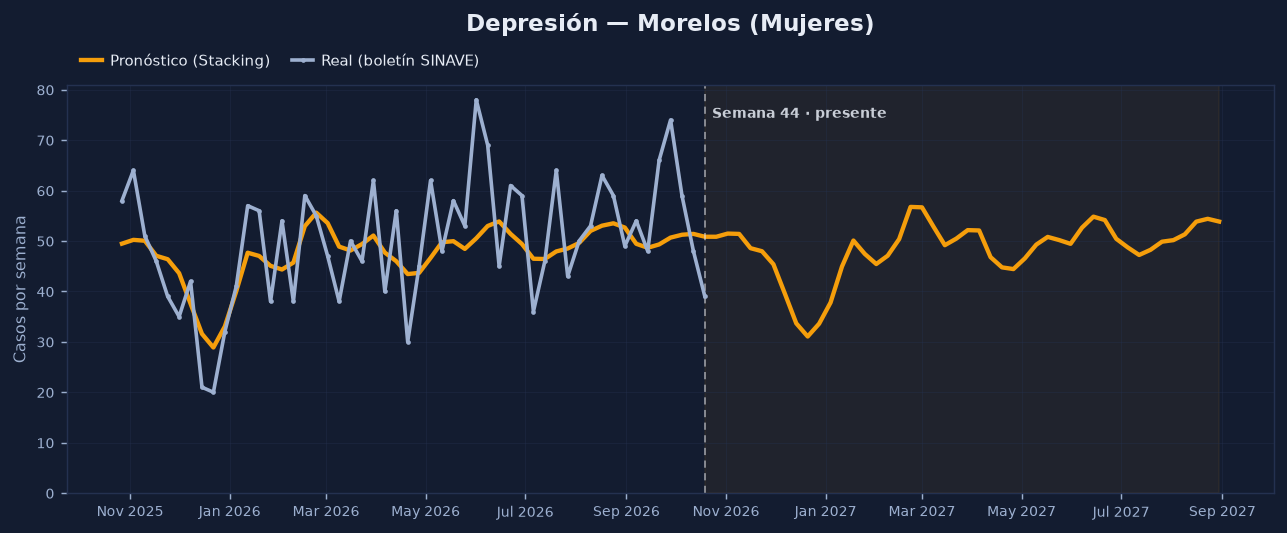 Depresión — Morelos (Mujeres)
Pronóstico (Stacking)
Real (boletín SINAVE)
Semana 44 · presente
Casos por semana
80
70
60
50
40
30
20
10
0
Nov 2025
Jan 2026
Mar 2026
May 2026
Jul 2026
Sep 2026
Nov 2026
Jan 2027
Mar 2027
May 2027
Jul 2027
Sep 2027